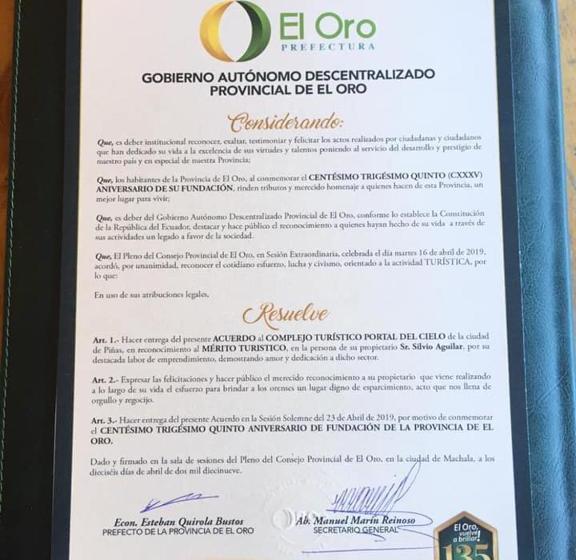 El Oro
PREFECTURA
GOBIERNO AUTÓNOMO DESCENTRALIZADO
PROVINCIAL DE EL ORO
Considerando:
Que, es deber institucional reconocer, exaltar, testimoniar y felicitar los actos realizados por ciudadanas y ciudadanos
que han dedicado su vida a la excelencia de sus virtudes y talentos poniendo al servicio del desarrollo y prestigio de
nuestro país y en especial de nuestra Provincia;
Que, los habitantes de la Provincia de El Oro, al conmemorar el CENTÉSIMO TRIGÉSIMO QUINTO (CXXXV)
ANIVERSARIO DE SU FUNDACIÓN, rinden tributos y merecido homenaje a quienes hacen de esta Provincia, un
mejor lugar para vivir;
Que, es deber del Gobierno Autónomo Descentralizado Provincial de El Oro, conforme lo establece la Constitución
de la República del Ecuador, destacar y hacer público el reconocimiento a quienes hayan hecho de su vida a través de
sus actividades un legado a favor de la sociedad.
Que, El Pleno del Consejo Provincial de El Oro, en Sesión Extraordinaria, celebrada el día martes 16 de abril de 2019,
acordó, por unanimidad, reconocer el cotidiano esfuerzo, lucha y civismo, orientado a la actividad TURÍSTICA, por
lo que:
En uso de sus atribuciones legales,
Resuelve
Art. 1.- Hacer entrega del presente ACUERDO al COMPLEJO TURÍSTICO PORTAL DEL CIELO de la ciudad
de Piñas, en reconocimiento al MÉRITO TURISTICO, en la persona de su propietario Sr. Silvio Aguilar, por su
destacada labor de emprendimiento, demostrando amor y dedicación a dicho sector.
Art. 2.- Expresar las felicitaciones y hacer público el merecido reconocimiento a su propietario que viene realizando
a lo largo de su vida el esfuerzo para brindar a los orenses un lugar digno de esparcimiento, acto que nos llena de
orgullo y regocijo.
Art. 3.- Hacer entrega del presente Acuerdo en la Sesión Solemne del 23 de Abril de 2019, por motivo de conmemorar
el CENTÉSIMO TRIGÉSIMO QUINTO ANIVERSARIO DE FUNDACIÓN DE LA PROVINCIA DE EL
ORO.
Dado y firmado en la sala de sesiones del Pleno del Consejo Provincial de El Oro, en la ciudad de Machala, a los
dieciséis días de abril de dos mil diecinueve.
Econ. Esteban Quirola Bustos
PREFECTO DE LA PROVINCIA DE EL ORO
Ab. Manuel Marín Reinoso
SECRETARIO GENERAL
El Oro,
vuelve
a brillar!
135